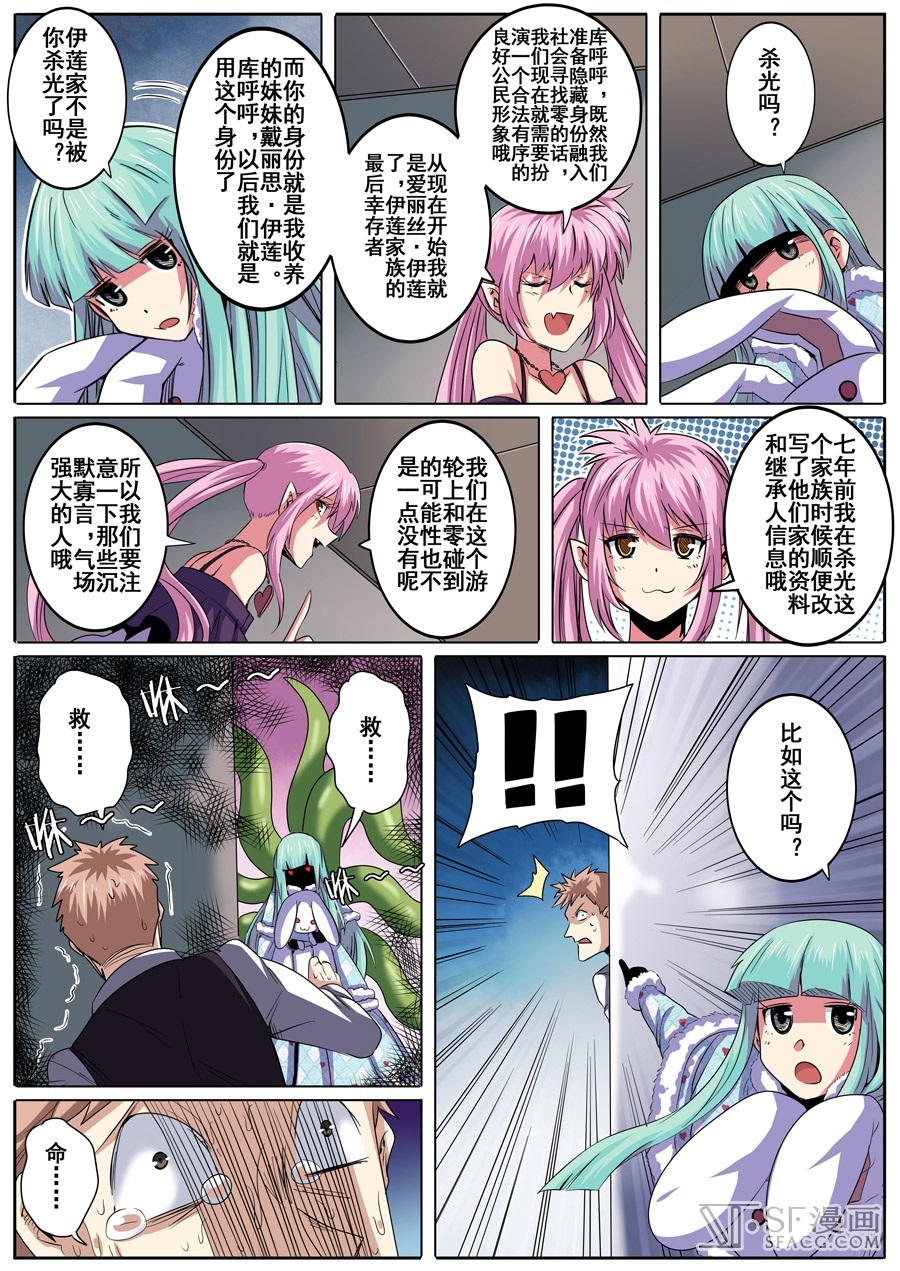 杀光吗？
库呼呼，既然我们
准备隐藏身份融入
社会寻找零的话，
我们现在就需要扮
演一个合法有序的
良好公民形象哦
从现在开始我就
是爱丽丝·伊莲
了，伊莲家族的
最后幸存者
而你的身份就是我收养
的妹妹戴丽思·伊莲。
库呼呼，以后我们就是
用这个身份了
伊莲家不是被
你杀光了吗？
七年前我在杀光这
个家族时候顺便改
写了他们家的资料
和继承人信息哦
我们在这个游
轮上和零碰到
的可能性也不
是一点没有呢
所以我们要注
意一下那些沉
默寡言，气场
强大的人哦
比如这个吗？
!!
救……
咻
救……
咻
咻
命……
SF漫画
SFACG.COM